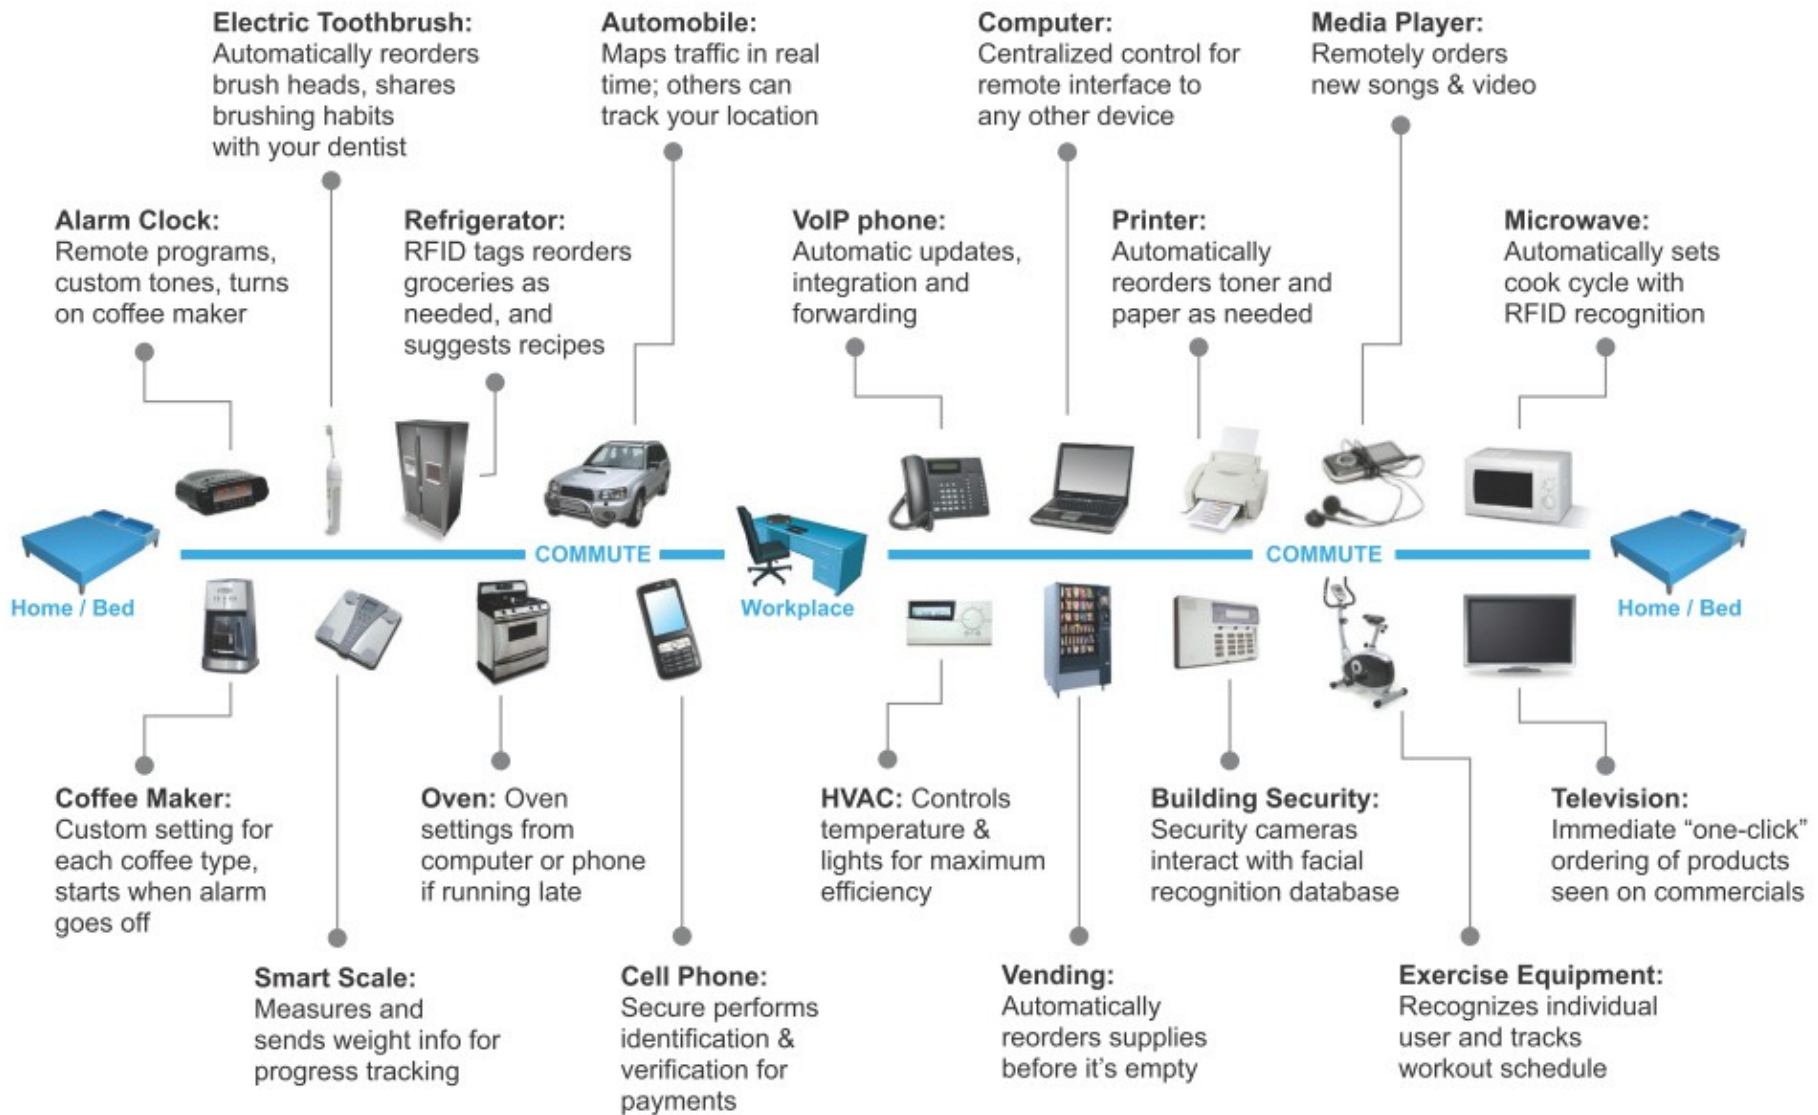 Electric Toothbrush:
Automatically reorders
brush heads, shares
brushing habits
with your dentist
Automobile:
Maps traffic in real
time; others can
track your location
Computer:
Centralized control for
remote interface to
any other device
Media Player:
Remotely orders
new songs & video
Alarm Clock:
Remote programs,
custom tones, turns
on coffee maker
Refrigerator:
RFID tags reorders
groceries as
needed, and
suggests recipes
VoIP phone:
Automatic updates,
integration and
forwarding
Printer:
Automatically
reorders toner and
paper as needed
Microwave:
Automatically sets
cook cycle with
RFID recognition
COMMUTE
COMMUTE
Home / Bed
Workplace
Home / Bed
Coffee Maker:
Custom setting for
each coffee type,
starts when alarm
goes off
Oven: Oven
settings from
computer or phone
if running late
HVAC: Controls
temperature &
lights for maximum
efficiency
Building Security:
Security cameras
interact with facial
recognition database
Television:
Immediate “one-click”
ordering of products
seen on commercials
Smart Scale:
Measures and
sends weight info for
progress tracking
Cell Phone:
Secure performs
identification &
verification for
payments
Vending:
Automatically
reorders supplies
before it's empty
Exercise Equipment:
Recognizes individual
user and tracks
workout schedule